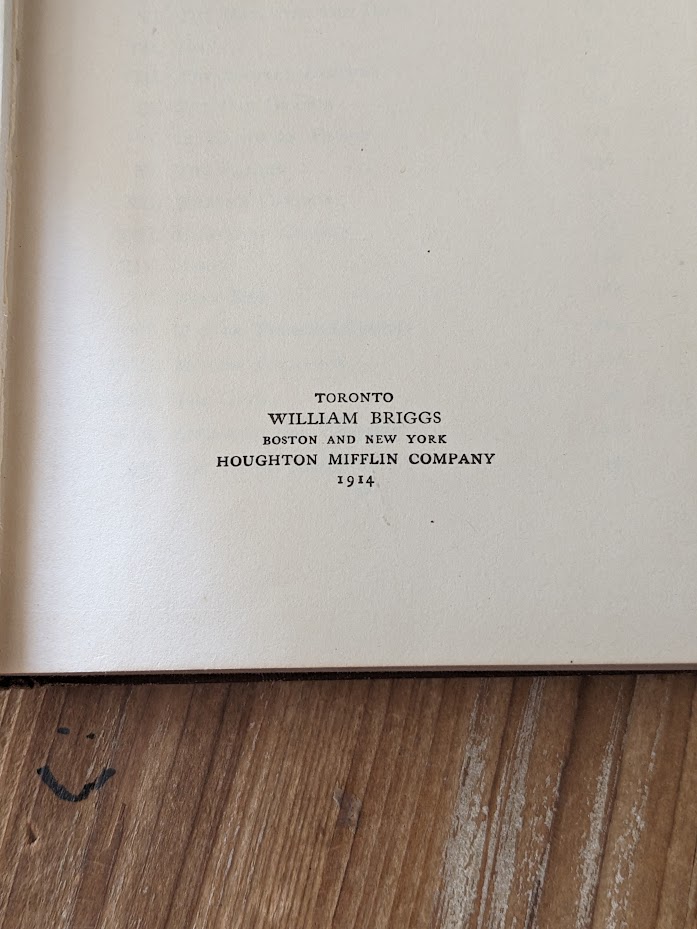 TORONTO
WILLIAM BRIGGS
BOSTON AND NEW YORK
HOUGHTON MIFFLIN COMPANY
1914